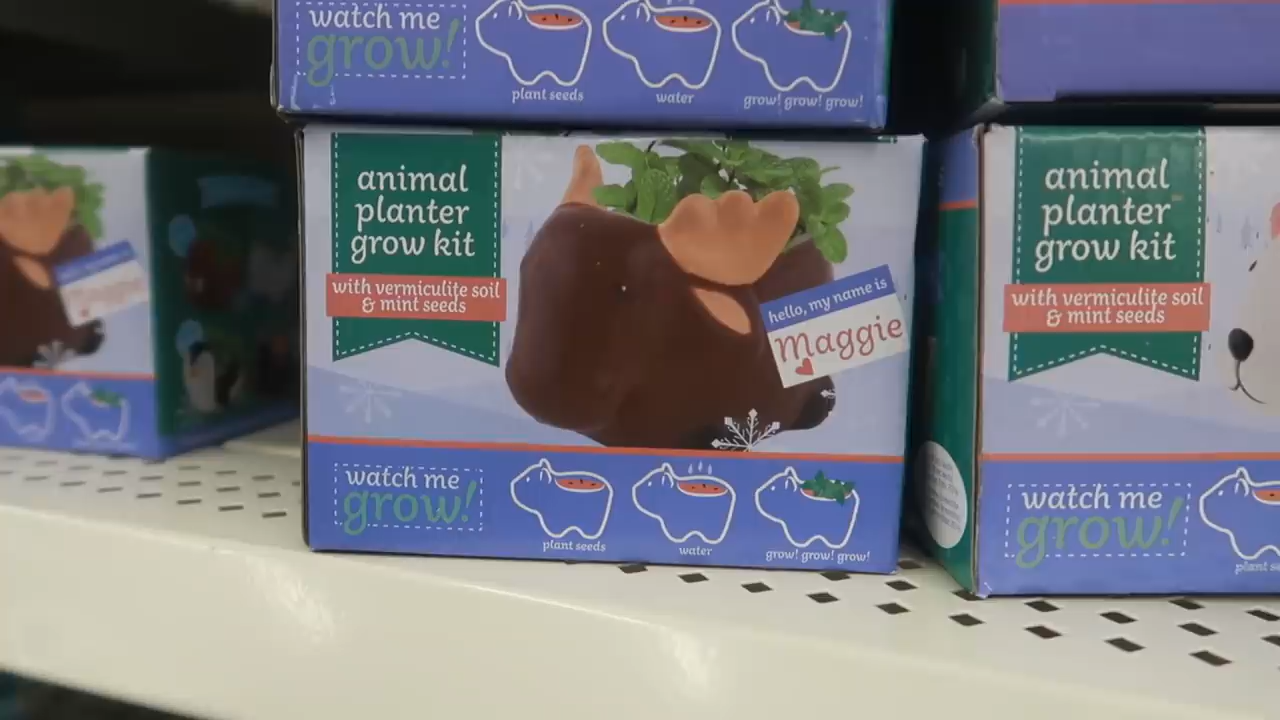 watch me
grow!
plant seeds
water
grow! grow! grow!
animal
planter
grow kit
with vermiculite soil
& mint seeds
hello, my name is
Maggie
watch me
grow!
plant seeds
water
grow! grow! grow!
animal
planter
grow kit
with vermiculite soil
& mint seeds
watch me
grow!
plant se